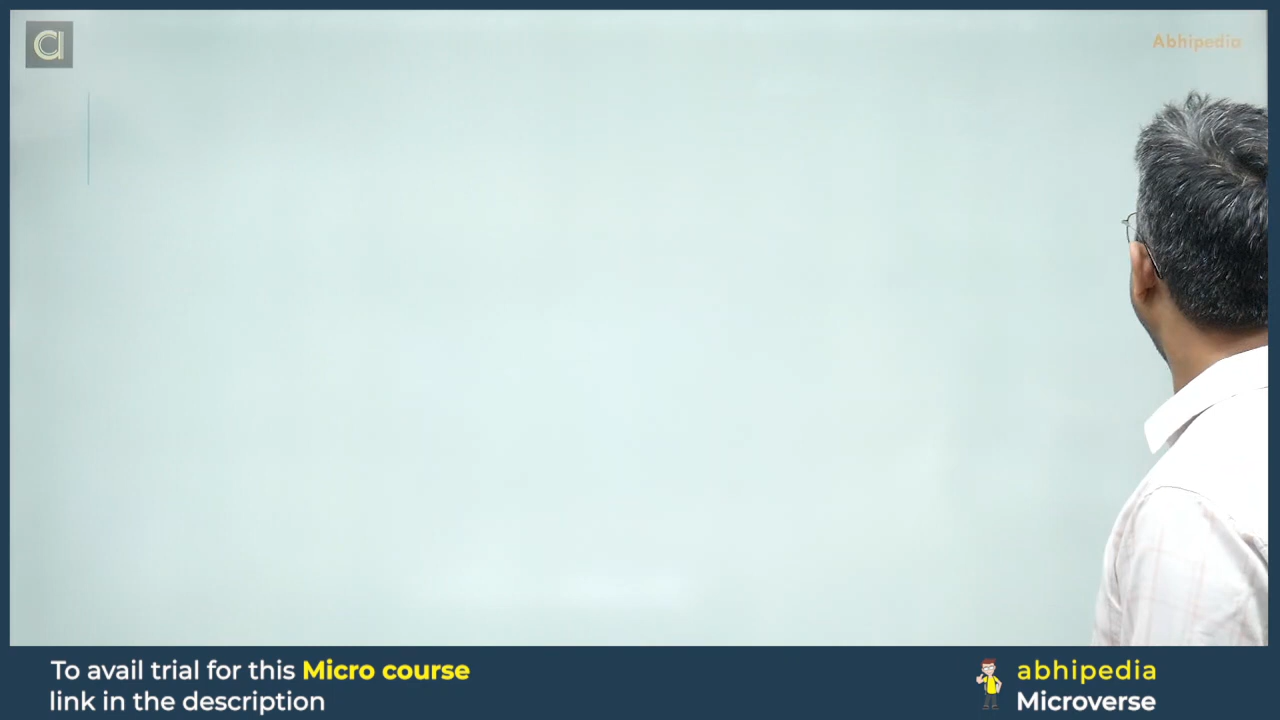 Abhipedia
To avail trial for this Micro course
link in the description
abhipedia
Microverse